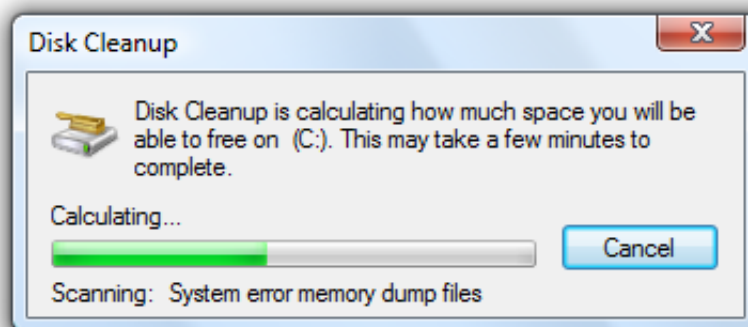 Disk Cleanup
Disk Cleanup is calculating how much space you will be
able to free on  (C:). This may take a few minutes to
complete.
Calculating...
Cancel
Scanning:   System error memory dump files